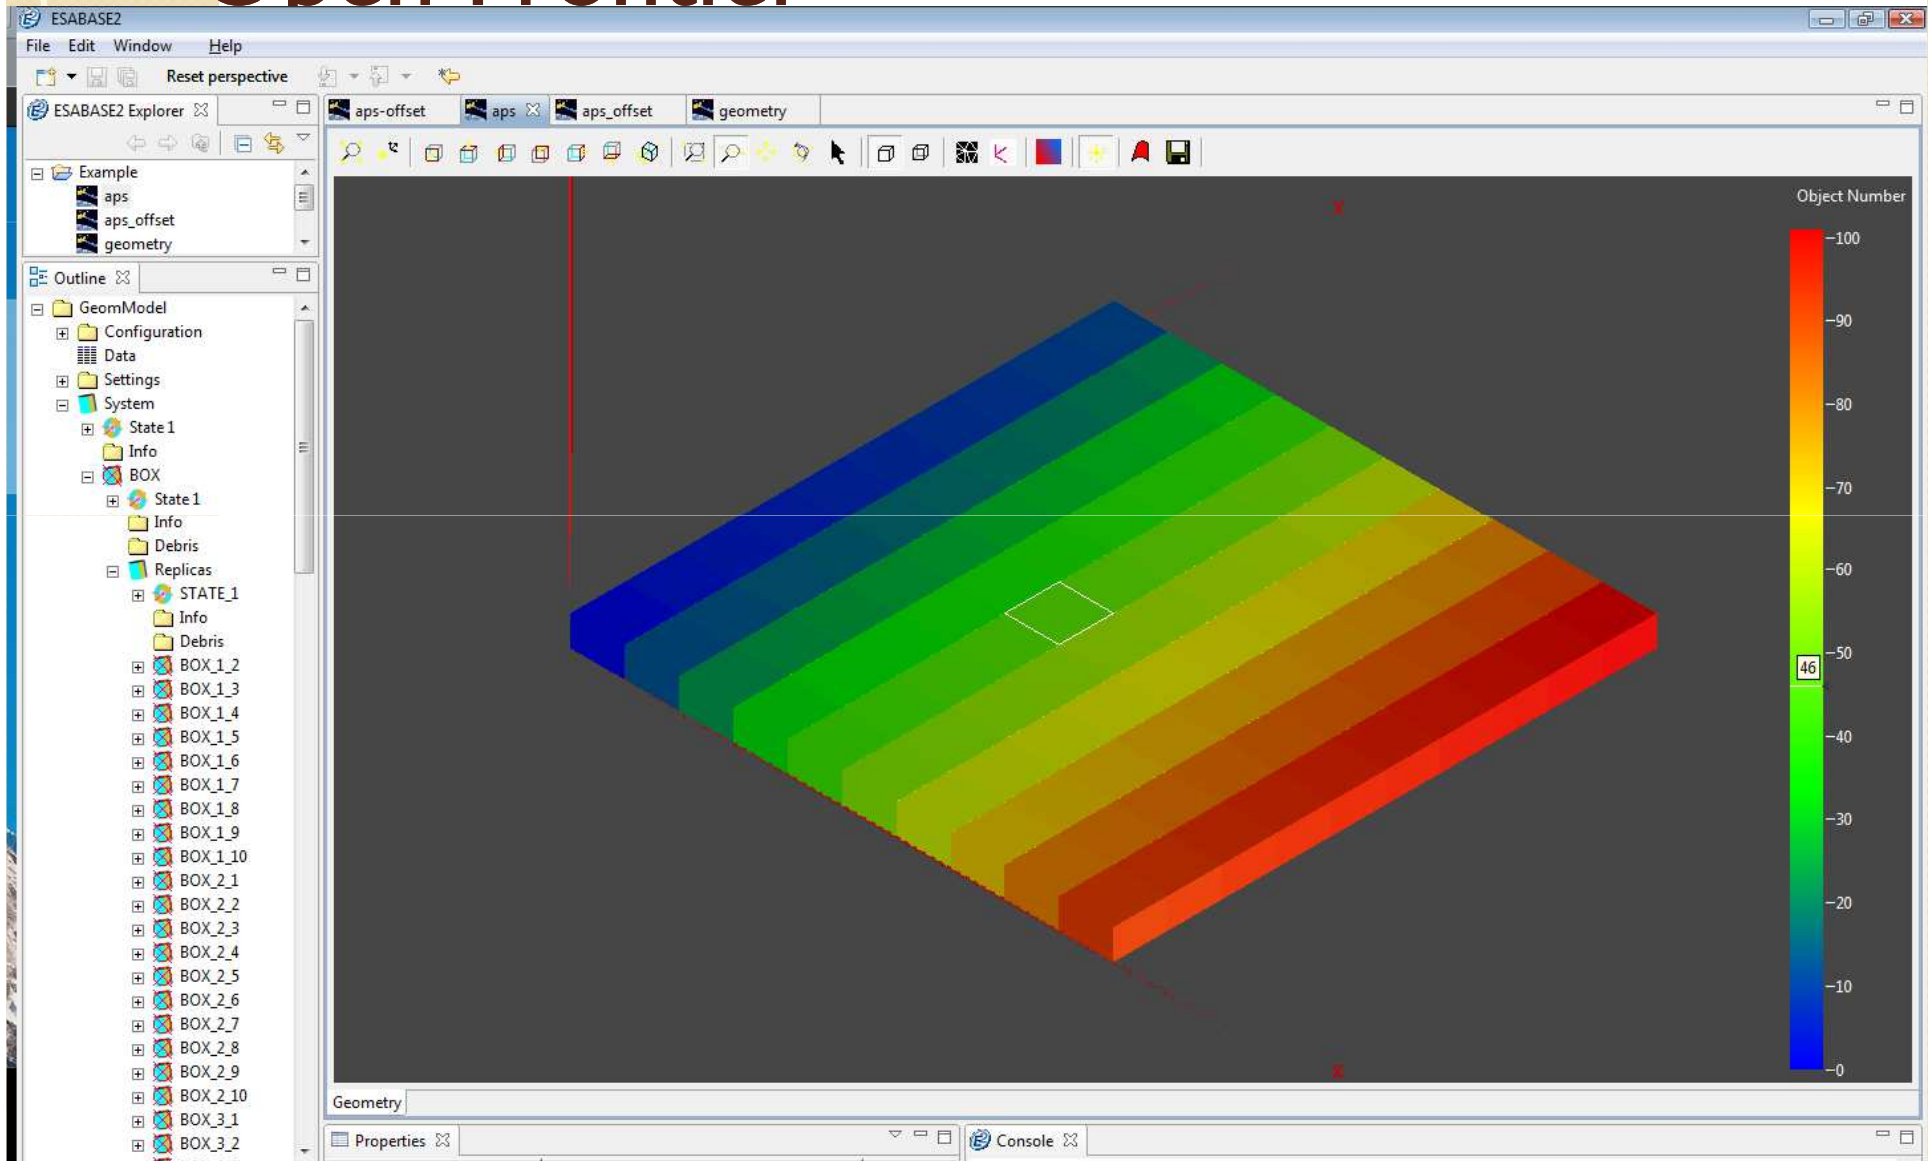 Open Frontier
ESABASE2
File Edit Window Help
Reset perspective
ESABASE2 Explorer
aps-offset aps aps_offset geometry
Example
aps
aps_offset
geometry
Outline
GeomModel
Configuration
Data
Settings
System
State 1
Info
BOX
State 1
Info
Debris
Replicas
STATE_1
Info
Debris
BOX_1_2
BOX_1_3
BOX_1_4
BOX_1_5
BOX_1_6
BOX_1_7
BOX_1_8
BOX_1_9
BOX_1_10
BOX_2_1
BOX_2_2
BOX_2_3
BOX_2_4
BOX_2_5
BOX_2_6
BOX_2_7
BOX_2_8
BOX_2_9
BOX_2_10
BOX_3_1
BOX_3_2
Y
X
Object Number
100
90
80
70
60
50
46
40
30
20
10
0
Geometry
Properties
Console